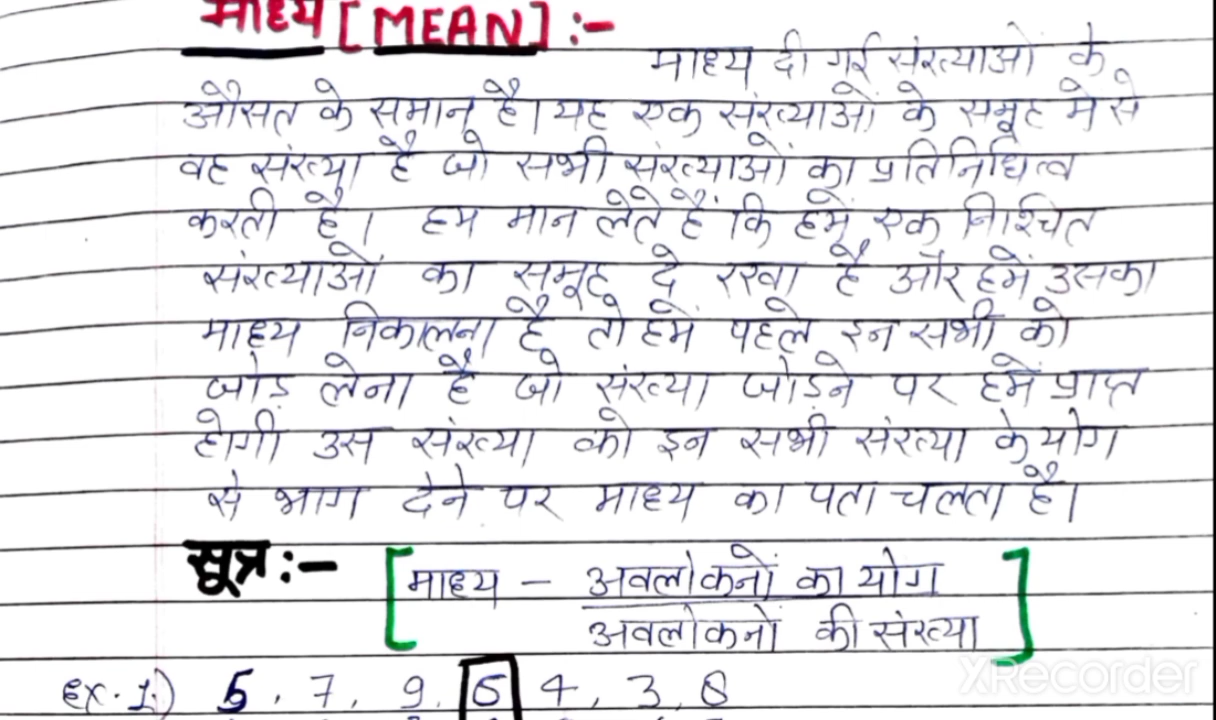 माध्य [MEAN] :-
माध्य दी गई संख्याओं के
औसत के समान है। यह एक संख्याओं के समूह मे से
वह संख्या है जो सभी संख्याओं का प्रतिनिधित्व
करती है। हम मान लेते हैं कि हमें एक निश्चित
संख्याओं का समूह दे रखा है और हमें उसका
माध्य निकालना है तो हमें पहले इन सभी को
जोड़ लेना है जो संख्या जोड़ने पर हमें प्राप्त
होगी उस संख्या को इन सभी संख्या के योग
से भाग देने पर माध्य का पता चलता है।
सूत्र :- [माध्य - अवलोकनों का योग
अवलोकनों की संख्या]
Ex. 1.) 5, 7, 9, 6 4, 3, 8
XRecorder